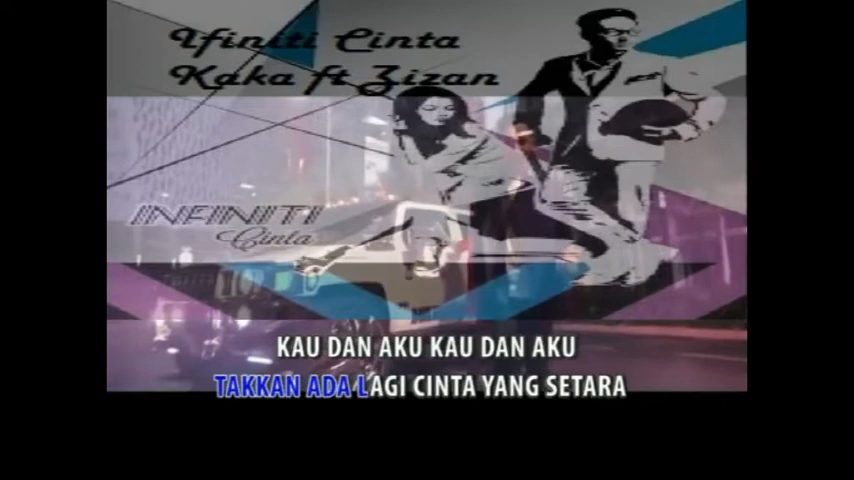 Ifiniti Cinta
Kaka ft Zizan
INFINITI
Cinta
KAU DAN AKU KAU DAN AKU
TAKKAN ADA LAGI CINTA YANG SETARA